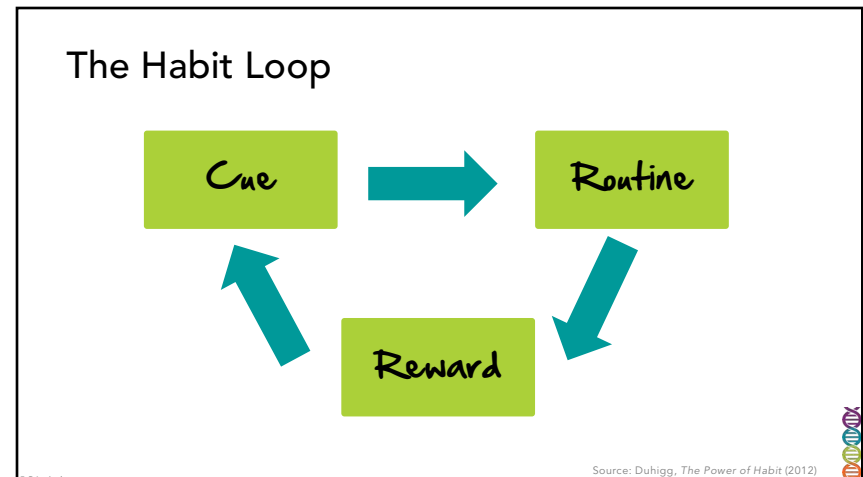 The Habit Loop
Cue
Routine
Reward
Source: Duhigg, The Power of Habit (2012)